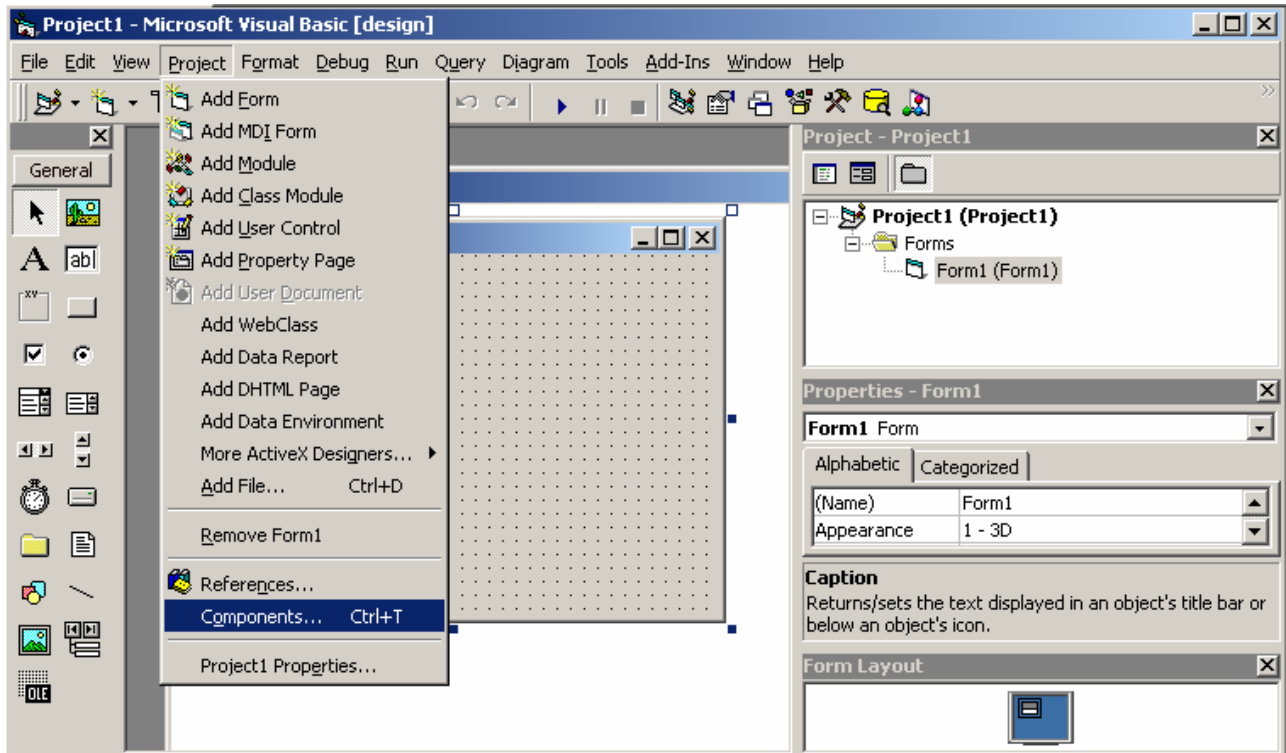 Project1 - Microsoft Visual Basic [design]
File Edit View Project Format Debug Run Query Diagram Tools Add-Ins Window Help
General
A
ab
XY
OLE
Add Form
Add MDI Form
Add Module
Add Class Module
Add User Control
Add Property Page
Add User Document
Add WebClass
Add Data Report
Add DHTML Page
Add Data Environment
More ActiveX Designers...
Add File... Ctrl+D
Remove Form1
References...
Components... Ctrl+T
Project1 Properties...
Project - Project1
Project1 (Project1)
Forms
Form1 (Form1)
Properties - Form1
Form1 Form
Alphabetic Categorized
(Name) Form1
Appearance 1 - 3D
Caption
Returns/sets the text displayed in an object's title bar or
below an object's icon.
Form Layout